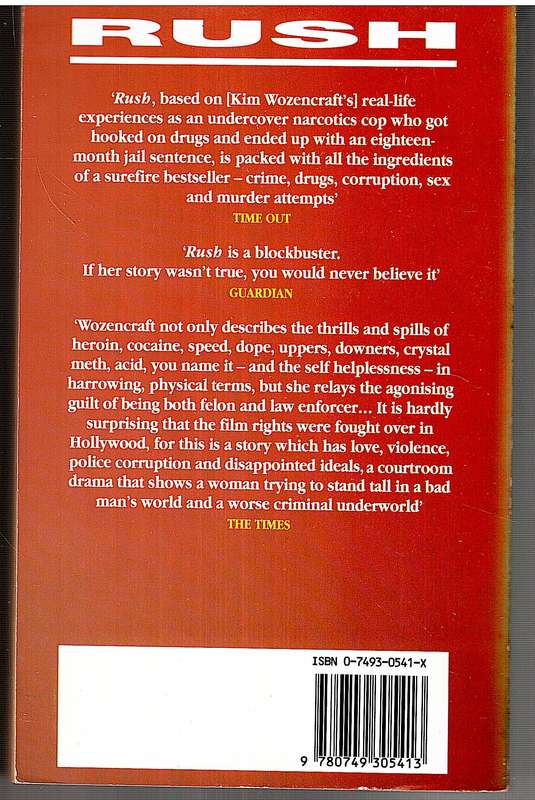 RUSH
‘Rush, based on [Kim Wozencraft's] real-life
experiences as an undercover narcotics cop who got
hooked on drugs and ended up with an eighteen-
month jail sentence, is packed with all the ingredients
of a surefire bestseller – crime, drugs, corruption, sex
and murder attempts’
TIME OUT
‘Rush is a blockbuster.
If her story wasn't true, you would never believe it’
GUARDIAN
‘Wozencraft not only describes the thrills and spills of
heroin, cocaine, speed, dope, uppers, downers, crystal
meth, acid, you name it – and the self helplessness – in
harrowing, physical terms, but she relays the agonising
guilt of being both felon and law enforcer... It is hardly
surprising that the film rights were fought over in
Hollywood, for this is a story which has love, violence,
police corruption and disappointed ideals, a courtroom
drama that shows a woman trying to stand tall in a bad
man's world and a worse criminal underworld’
THE TIMES
ISBN 0-7493-0541-X
9 780749 305413